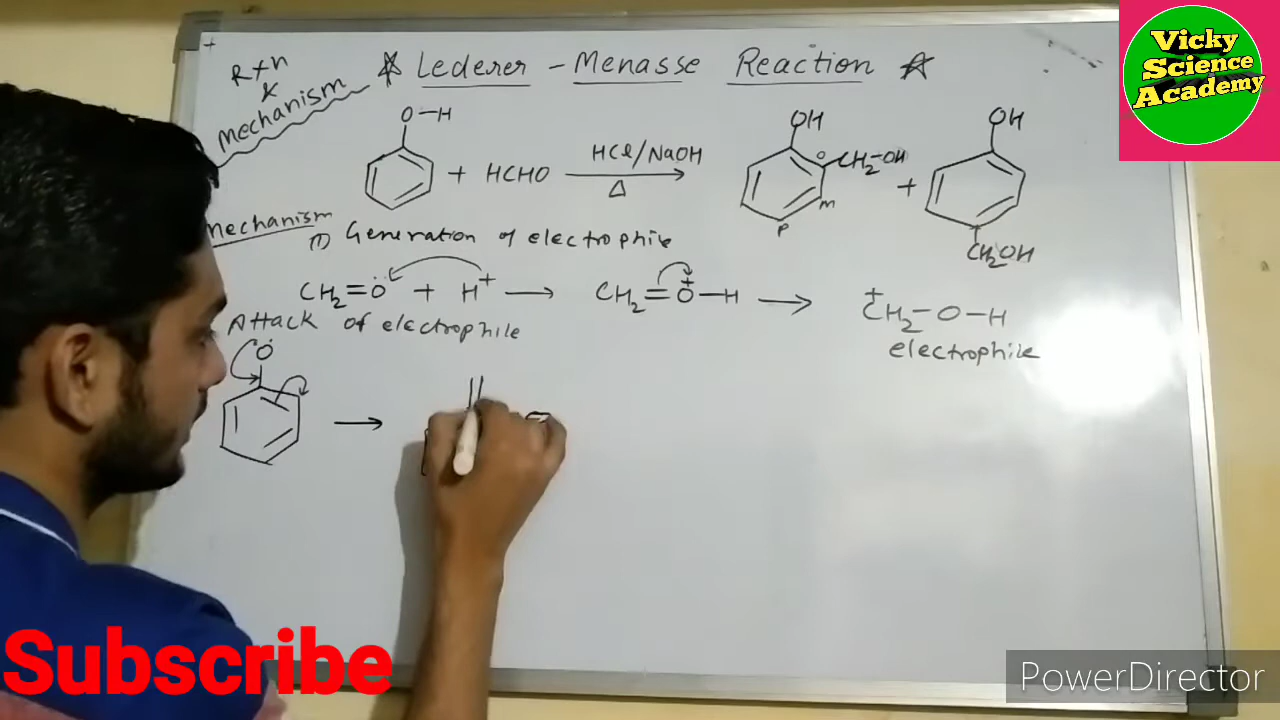 Vicky
Science
Academy
R+n
&
Mechanism
☆ Lederer - Menasse Reaction ☆
O-H
+ HCHO
HCl/NaOH
Δ
OH
o
CH2-OH
m
p
+
OH
CH2OH
mechanism
(1) Generation of electrophile
CH2=O + H+ → CH2=O-H → CH2-O-H
+
+
electrophile
Attack of electrophile
O
→
Subscribe
PowerDirector